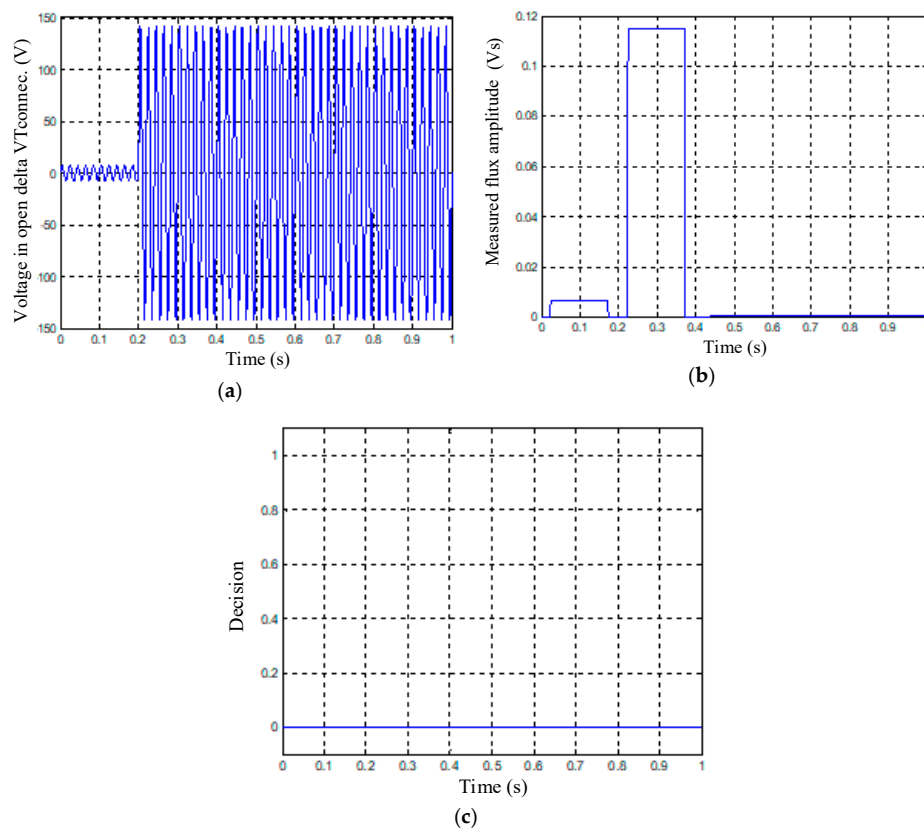 Voltage in open delta VTconnec. (V)
150
100
50
0
-50
-100
150
0 0.1 0.2 0.3 0.4 0.5 0.6 0.7 0.8 0.9 1
Time (s)
(a)
Measured flux amplitude (Vs)
0.12
0.1
0.08
0.06
0.04
0.02
0
0 0.1 0.2 0.3 0.4 0.5 0.6 0.7 0.8 0.9
Time (s)
(b)
Decision
1
0.8
0.6
0.4
0.2
0
0 0.1 0.2 0.3 0.4 0.5 0.6 0.7 0.8 0.9 1
Time (s)
(c)